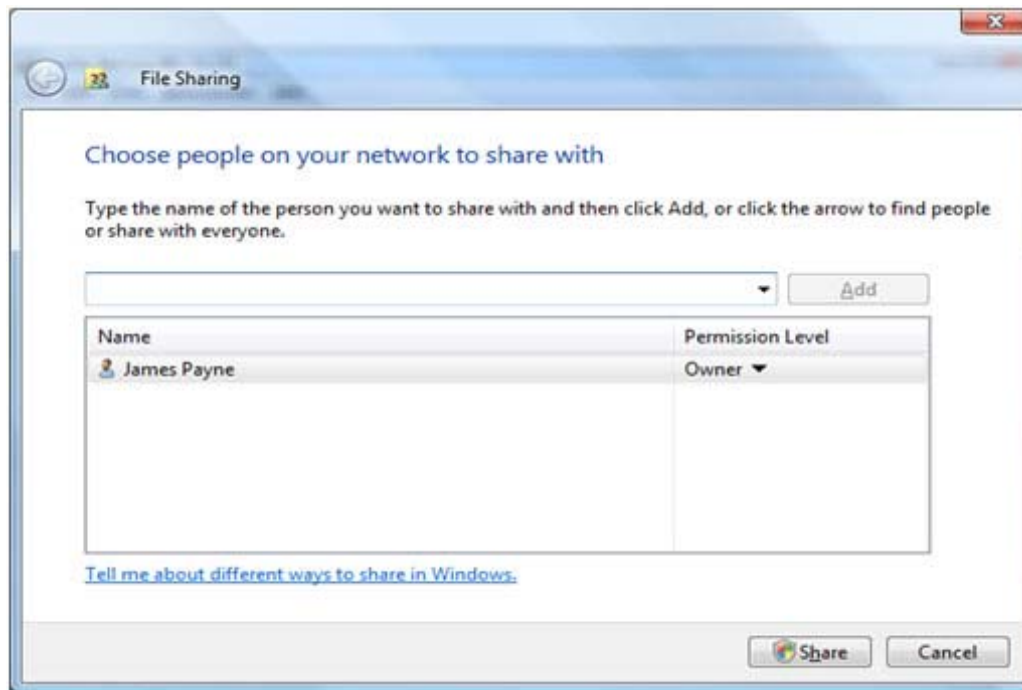 File Sharing
Choose people on your network to share with
Type the name of the person you want to share with and then click Add, or click the arrow to find people
or share with everyone.
Add
Name Permission Level
James Payne Owner
Tell me about different ways to share in Windows.
Share Cancel